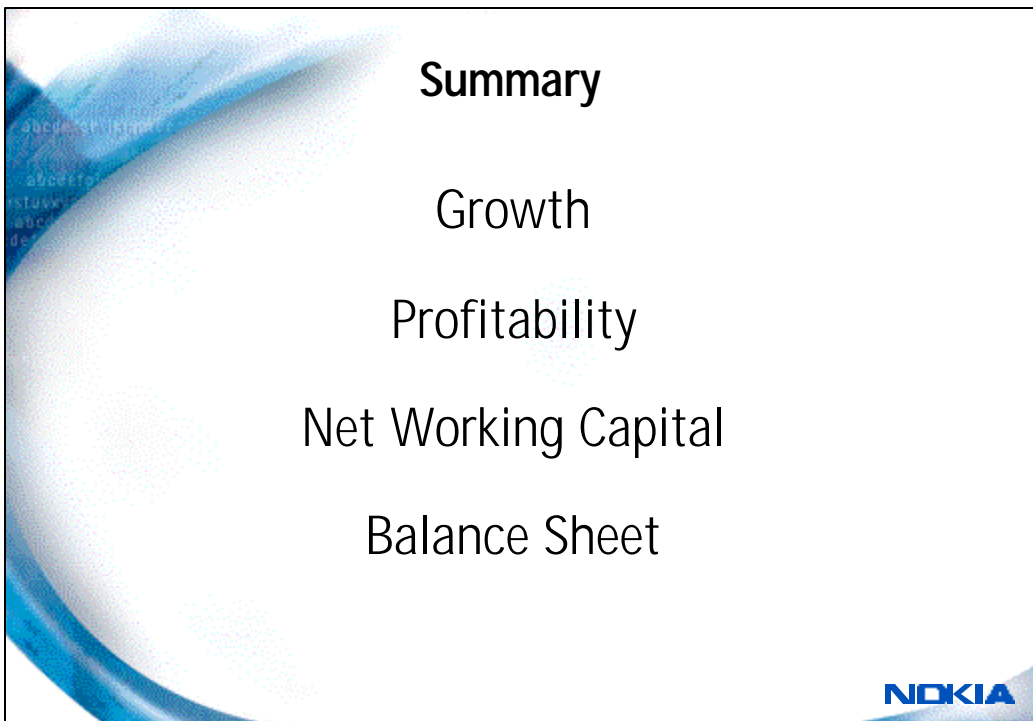 Summary
Growth
Profitability
Net Working Capital
Balance Sheet
NOKIA